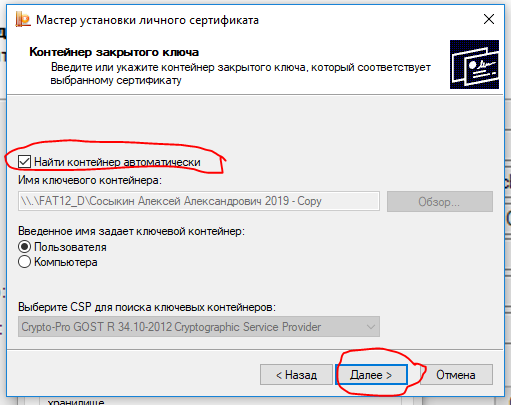 Мастер установки личного сертификата
Контейнер закрытого ключа
Введите или укажите контейнер закрытого ключа, который соответствует
выбранному сертификату
Найти контейнер автоматически
Имя ключевого контейнера:
\\.\FAT12_D\Сосыкин Алексей Александрович 2019 - Copy
Обзор...
Введенное имя задает ключевой контейнер:
Пользователя
Компьютера
Выберите CSP для поиска ключевых контейнеров:
Crypto-Pro GOST R 34.10-2012 Cryptographic Service Provider
< Назад
Далее >
Отмена
хранилище